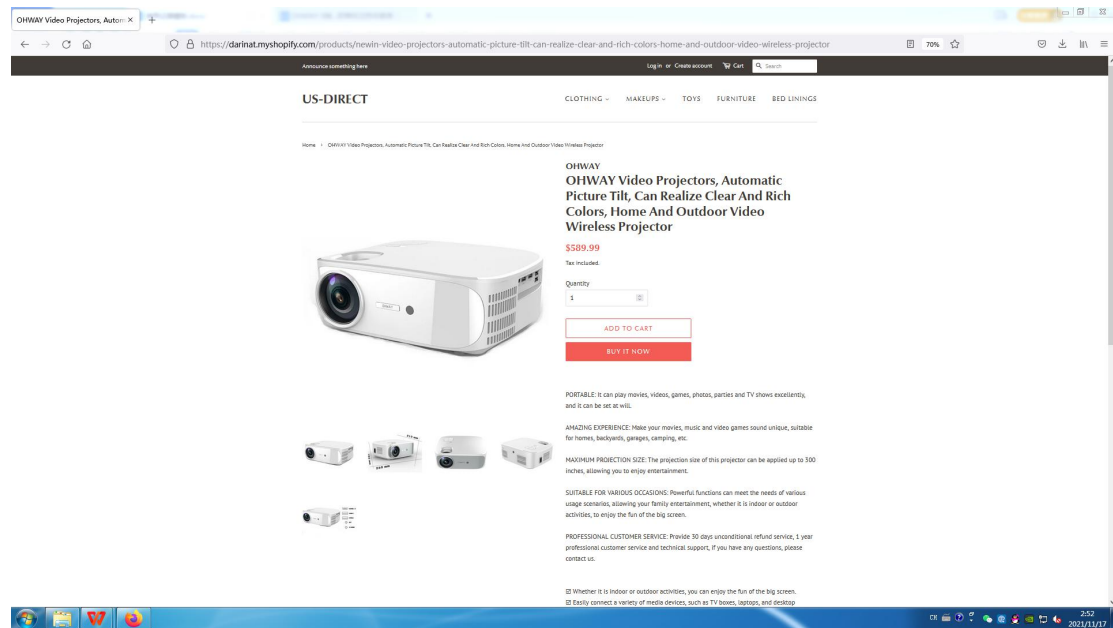 OHWAY Video Projectors, Autom ×
https://darinat.myshopify.com/products/newin-video-projectors-automatic-picture-tilt-can-realize-clear-and-rich-colors-home-and-outdoor-video-wireless-projector
70%
Announce something here
Log in or Create account Cart Search
US-DIRECT
CLOTHING MAKEUPS TOYS FURNITURE BED LININGS
Home › OHWAY Video Projectors, Automatic Picture Tilt, Can Realize Clear And Rich Colors, Home And Outdoor Video Wireless Projector
OHWAY
OHWAY Video Projectors, Automatic
Picture Tilt, Can Realize Clear And Rich
Colors, Home And Outdoor Video
Wireless Projector
$589.99
Tax included.
Quantity
1
ADD TO CART
BUY IT NOW
PORTABLE: It can play movies, videos, games, photos, parties and TV shows excellently,
and it can be set at will.
AMAZING EXPERIENCE: Make your movies, music and video games sound unique, suitable
for homes, backyards, garages, camping, etc.
MAXIMUM PROJECTION SIZE: The projection size of this projector can be applied up to 300
inches, allowing you to enjoy entertainment.
SUITABLE FOR VARIOUS OCCASIONS: Powerful functions can meet the needs of various
usage scenarios, allowing your family entertainment, whether it is indoor or outdoor
activities, to enjoy the fun of the big screen.
PROFESSIONAL CUSTOMER SERVICE: Provide 30 days unconditional refund service, 1 year
professional customer service and technical support, if you have any questions, please
contact us.
☑ Whether it is indoor or outdoor activities, you can enjoy the fun of the big screen.
☑ Easily connect a variety of media devices, such as TV boxes, laptops, and desktop
CH
2:52
2021/11/17